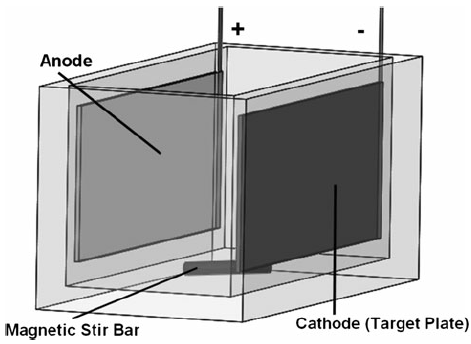 +
-
Anode
Magnetic Stir Bar
Cathode (Target Plate)